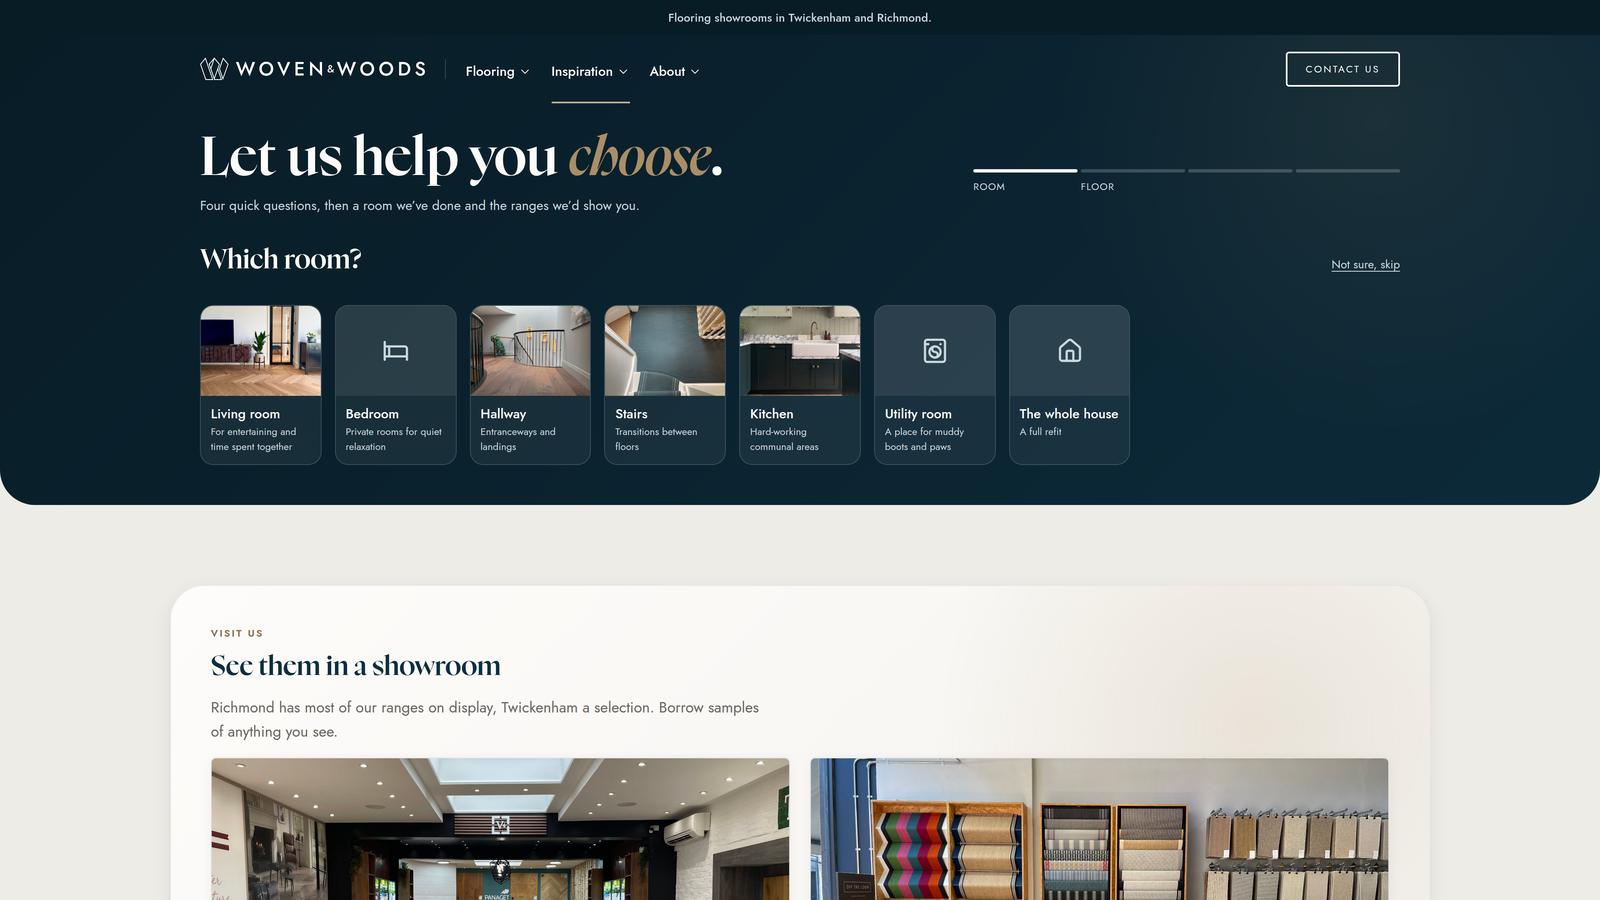 Flooring showrooms in Twickenham and Richmond.
WOVEN&WOODS
Flooring
Inspiration
About
CONTACT US
Let us help you choose.
Four quick questions, then a room we've done and the ranges we'd show you.
ROOM
FLOOR
Which room?
Not sure, skip
Living room
For entertaining and
time spent together
Bedroom
Private rooms for quiet
relaxation
Hallway
Entranceways and
landings
Stairs
Transitions between
floors
Kitchen
Hard-working
communal areas
Utility room
A place for muddy
boots and paws
The whole house
A full refit
VISIT US
See them in a showroom
Richmond has most of our ranges on display, Twickenham a selection. Borrow samples
of anything you see.
V4
PANAGET